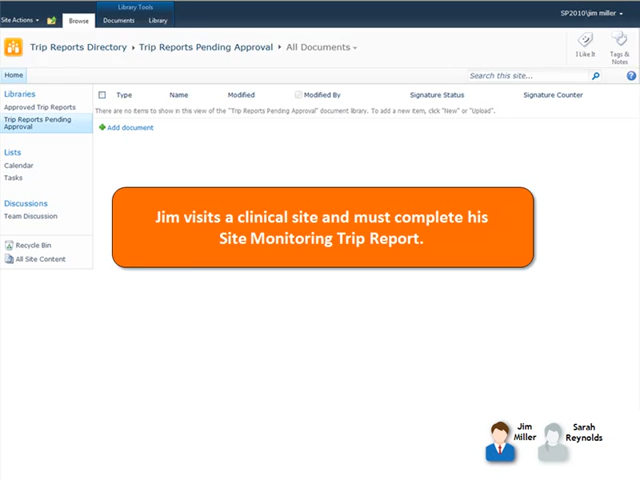 Library Tools
Site Actions
Browse
Documents
Library
SP2010\jim miller
Trip Reports Directory
Trip Reports Pending Approval
All Documents
I Like It
Tags & Notes
Home
Search this site...
Libraries
Approved Trip Reports
Trip Reports Pending
Approval
Lists
Calendar
Tasks
Discussions
Team Discussion
Recycle Bin
All Site Content
Type Name Modified Modified By Signature Status Signature Counter
There are no items to show in this view of the "Trip Reports Pending Approval" document library. To add a new item, click "New" or "Upload".
Add document
Jim visits a clinical site and must complete his
Site Monitoring Trip Report.
Jim
Miller
Sarah
Reynolds